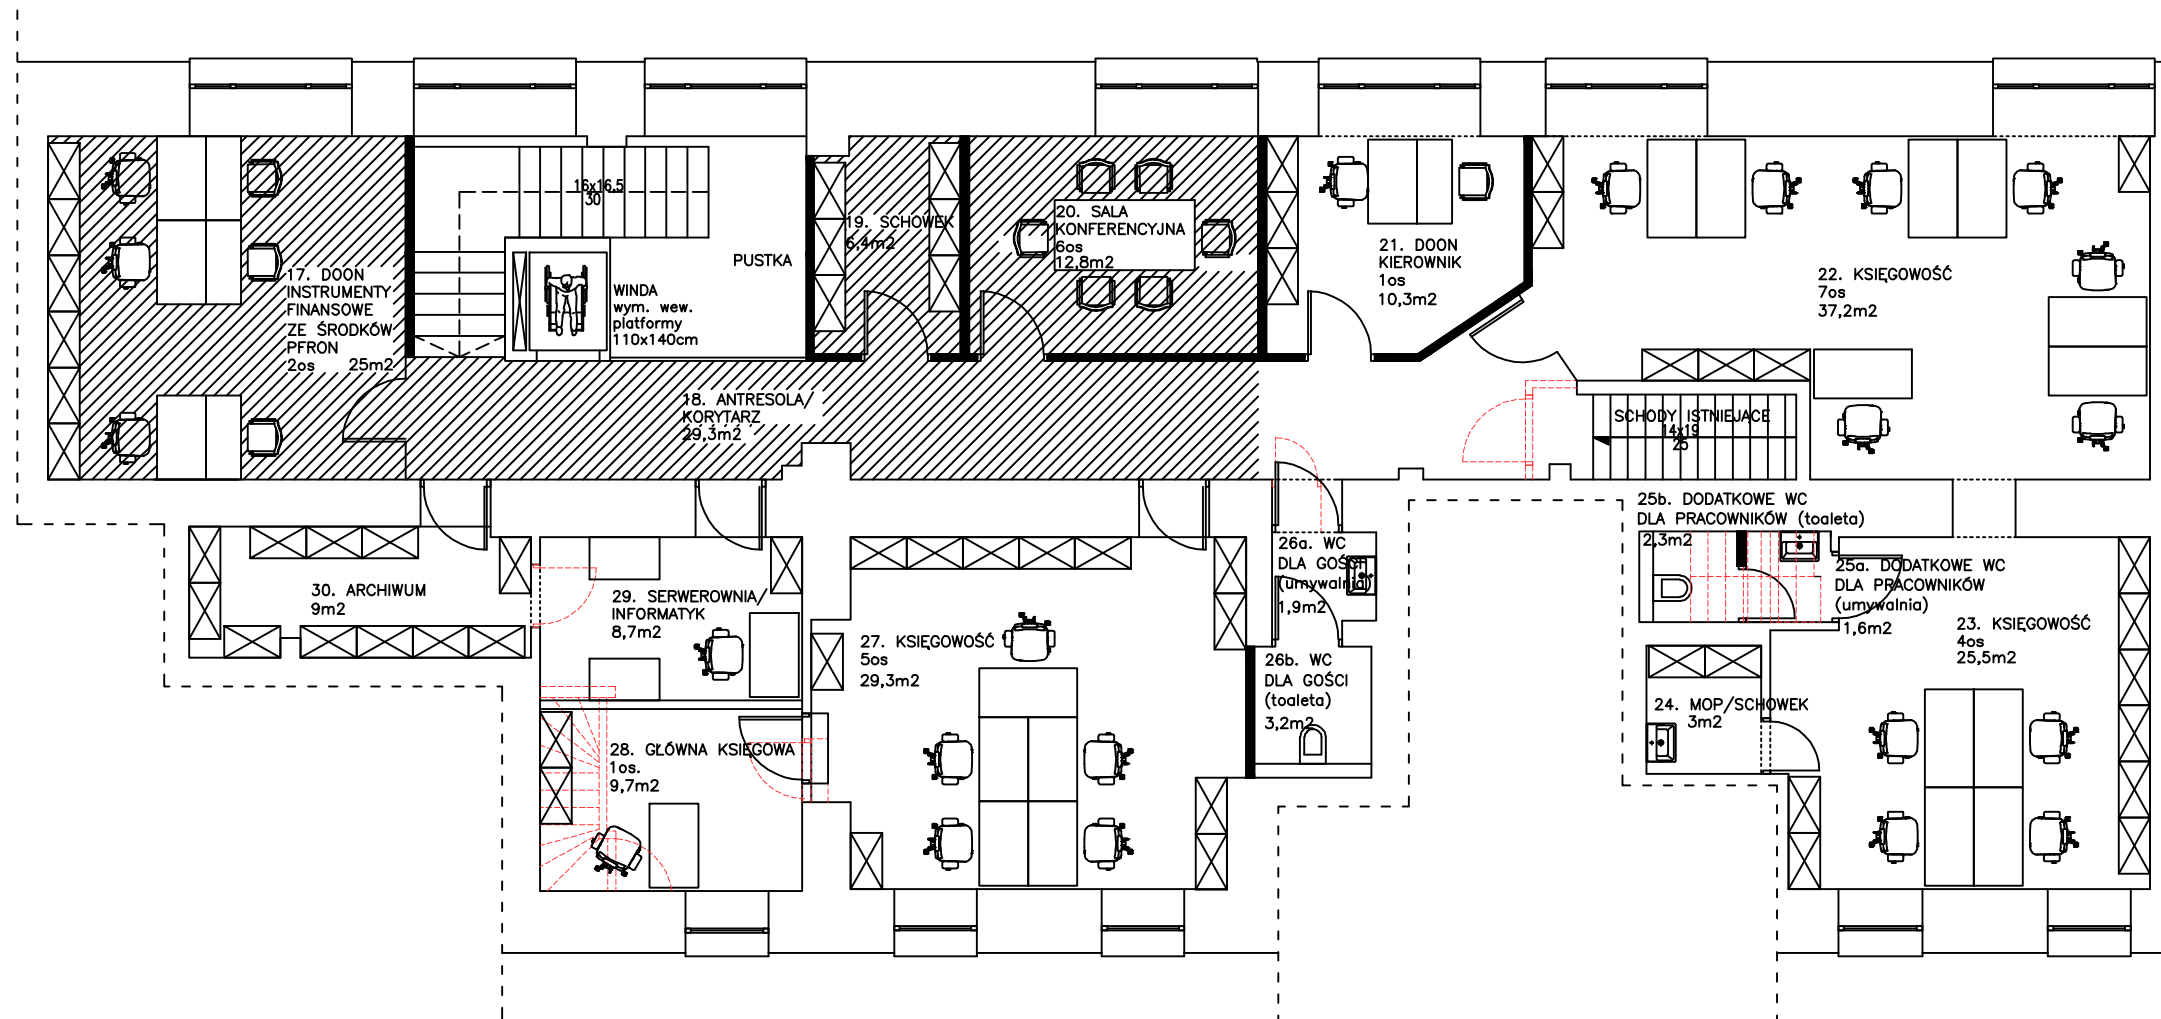 16x16,5
30
PUSTKA
WINDA
wym. wew.
platformy
110x140cm
17. DOON
INSTRUMENTY
FINANSOWE
ZE ŚRODKÓW
PFRON
2os 25m2
18. ANTRESOLA/
KORYTARZ
29,3m2
19. SCHOWEK
6,4m2
20. SALA
KONFERENCYJNA
6os
12,8m2
21. DOON
KIEROWNIK
1os
10,3m2
22. KSIĘGOWOŚĆ
7os
37,2m2
SCHODY ISTNIEJĄCE
14x19
25
25b. DODATKOWE WC
DLA PRACOWNIKÓW (toaleta)
2,3m2
25a. DODATKOWE WC
DLA PRACOWNIKÓW
(umywalnia)
1,6m2
23. KSIĘGOWOŚĆ
4os
25,5m2
24. MOP/SCHOWEK
3m2
26a. WC
DLA GOŚCI
(umywalnia)
1,9m2
26b. WC
DLA GOŚCI
(toaleta)
3,2m2
27. KSIĘGOWOŚĆ
5os
29,3m2
28. GŁÓWNA KSIĘGOWA
1os.
9,7m2
29. SERWEROWNIA/
INFORMATYK
8,7m2
30. ARCHIWUM
9m2